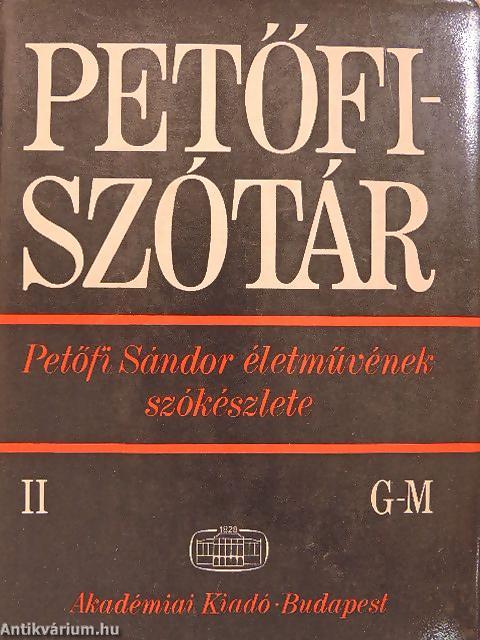 PETŐFI-
SZÓTÁR
Petőfi Sándor életművének
szókészlete
II G-M
1828
Akadémiai Kiadó · Budapest
Antikvárium.hu